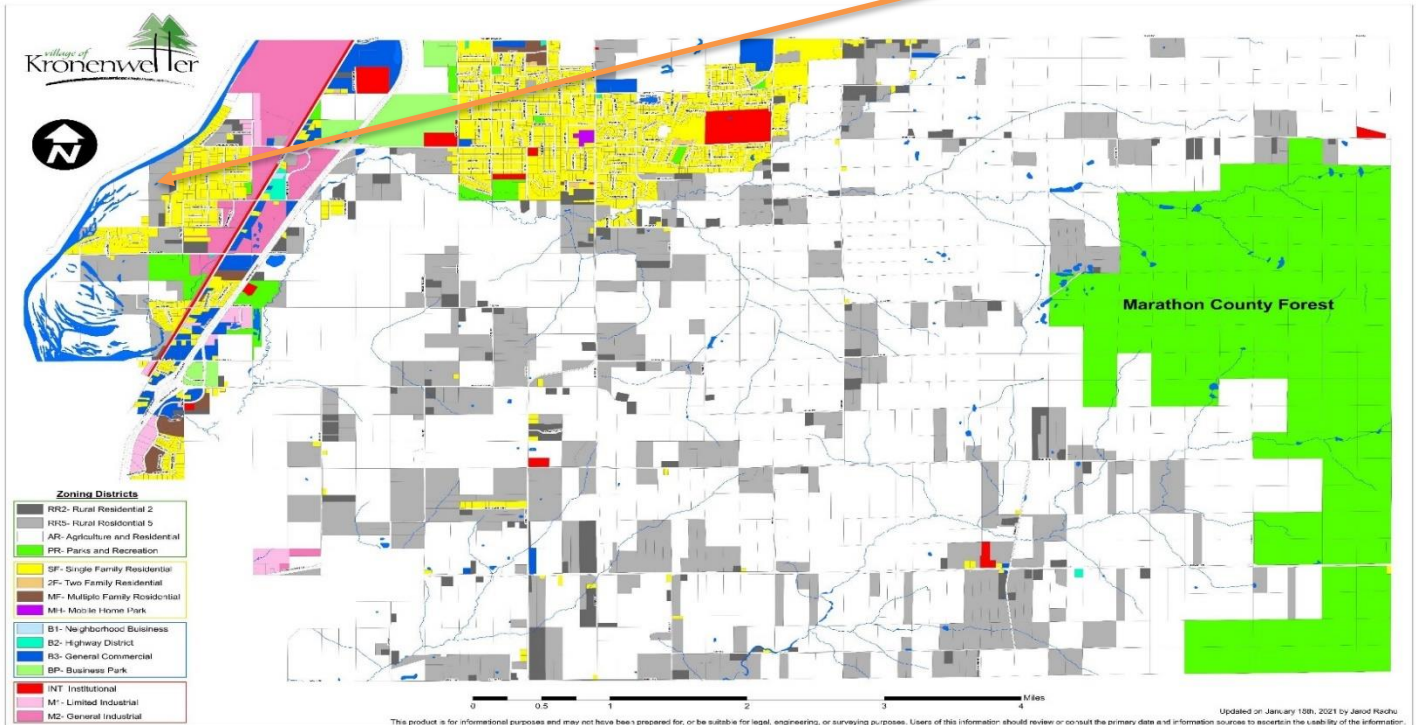 village of
Kronenwetter
N
Marathon County Forest
Zoning Districts
RR2- Rural Residential 2
RR5- Rural Residential 5
AR- Agriculture and Residential
PR- Parks and Recreation
SF- Single Family Residential
2F- Two Family Residential
MF- Multiple Family Residential
MH- Mobile Home Park
B1- Neighborhood Buisiness
B2- Highway District
B3- General Commercial
BP- Business Park
INT Institutional
M1- Limited Industrial
M2- General Industrial
0 0.5 1 2 3 4 Miles
Updated on January 18th, 2021 by Jarod Rachu
This product is for informational purposes and may not have been prepared for, or be suitable for legal, engineering, or surveying purposes. Users of this information should review or consult the primary data and information sources to ascertain the usability of the information.